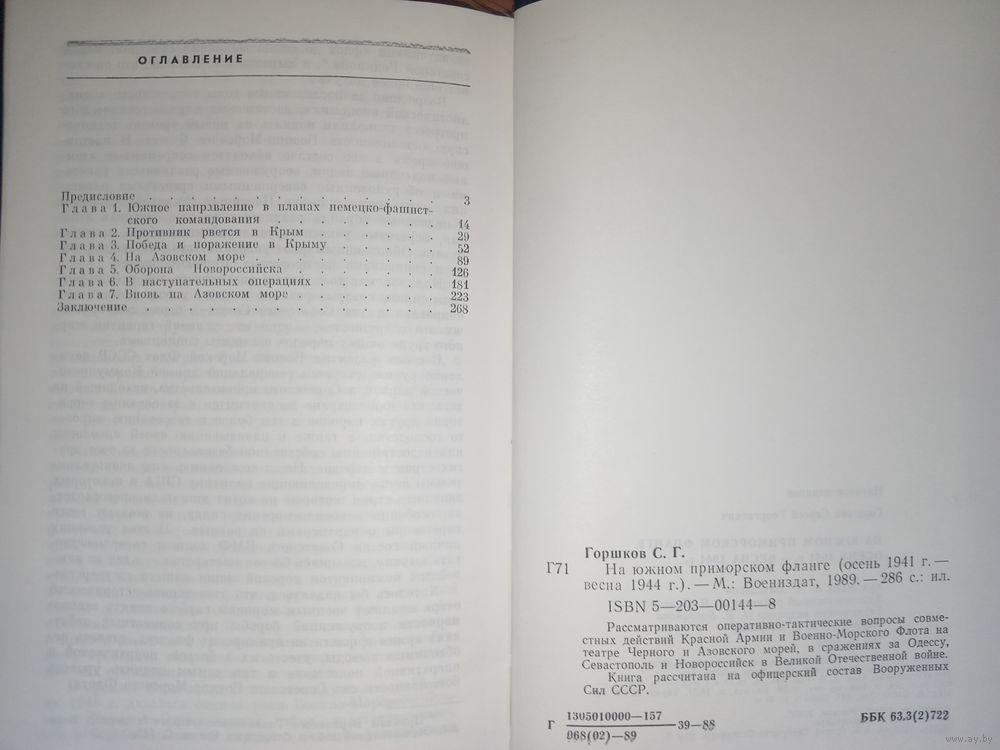 ОГЛАВЛЕНИЕ
Предисловие . . . . . . . . . . . . . . 3
Глава 1. Южное направление в планах немецко-фашист-
ского командования . . . . . . . . 14
Глава 2. Противник рвется в Крым . . . . . . 29
Глава 3. Победа и поражение в Крыму . . . . . 52
Глава 4. На Азовском море . . . . . . . . 89
Глава 5. Оборона Новороссийска . . . . . . . 126
Глава 6. В наступательных операциях . . . . . . 181
Глава 7. Вновь на Азовском море . . . . . . . 223
Заключение . . . . . . . . . . . . . . 268
Горшков С. Г.
Г71 На южном приморском фланге (осень 1941 г. —
весна 1944 г.). — М.: Воениздат, 1989. — 286 с.: ил.
ISBN 5—203—00144—8
Рассматриваются оперативно-тактические вопросы совме-
стных действий Красной Армии и Военно-Морского Флота на
театре Черного и Азовского морей, в сражениях за Одессу,
Севастополь и Новороссийск в Великой Отечественной войне.
Книга рассчитана на офицерский состав Вооруженных
Сил СССР.
1305010000—157
Г 39—88
068(02)—89
ББК 63.3(2)722
www.ay.by